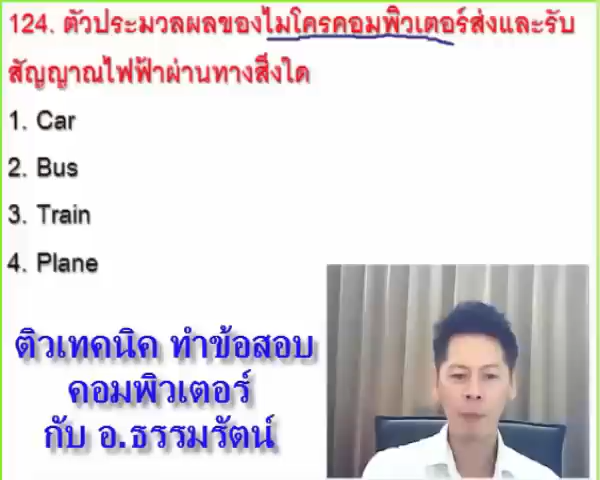 124. ตัวประมวลผลของไมโครคอมพิวเตอร์ส่งและรับ
สัญญาณไฟฟ้าผ่านทางสิ่งใด
1. Car
2. Bus
3. Train
4. Plane
ติวเทคนิค ทำข้อสอบ
คอมพิวเตอร์
กับ อ.ธรรมรัตน์